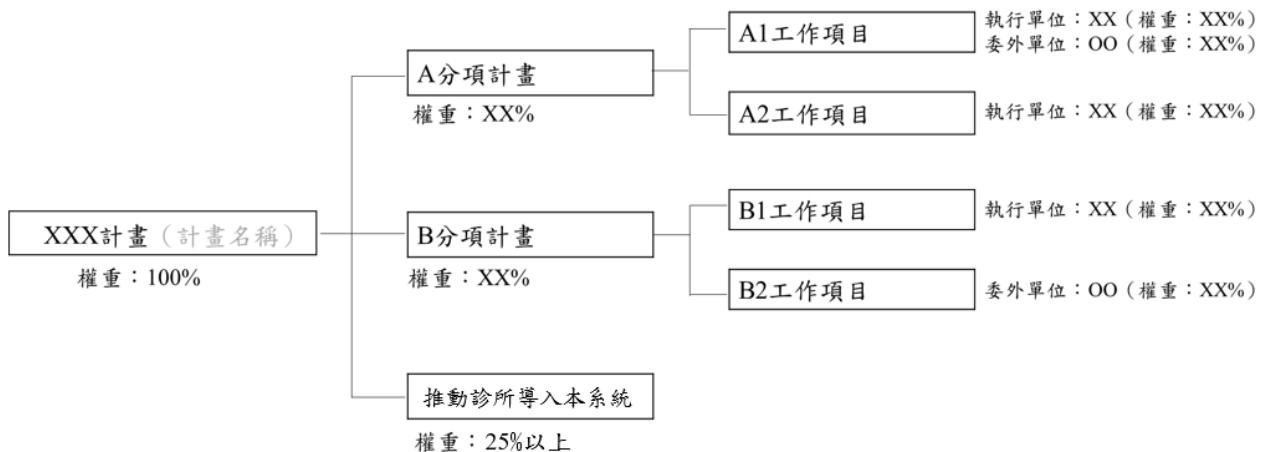 XXX計畫（計畫名稱）
權重：100%
A分項計畫
權重：XX%
A1工作項目
執行單位：XX（權重：XX%）
委外單位：OO（權重：XX%）
A2工作項目
執行單位：XX（權重：XX%）
B分項計畫
權重：XX%
B1工作項目
執行單位：XX（權重：XX%）
B2工作項目
委外單位：OO（權重：XX%）
推動診所導入本系統
權重：25%以上